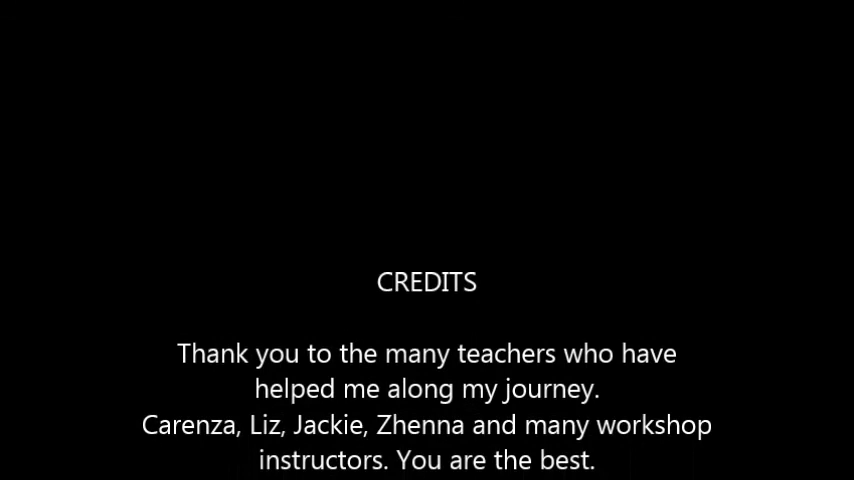 CREDITS
Thank you to the many teachers who have
helped me along my journey.
Carenza, Liz, Jackie, Zhenna and many workshop
instructors. You are the best.